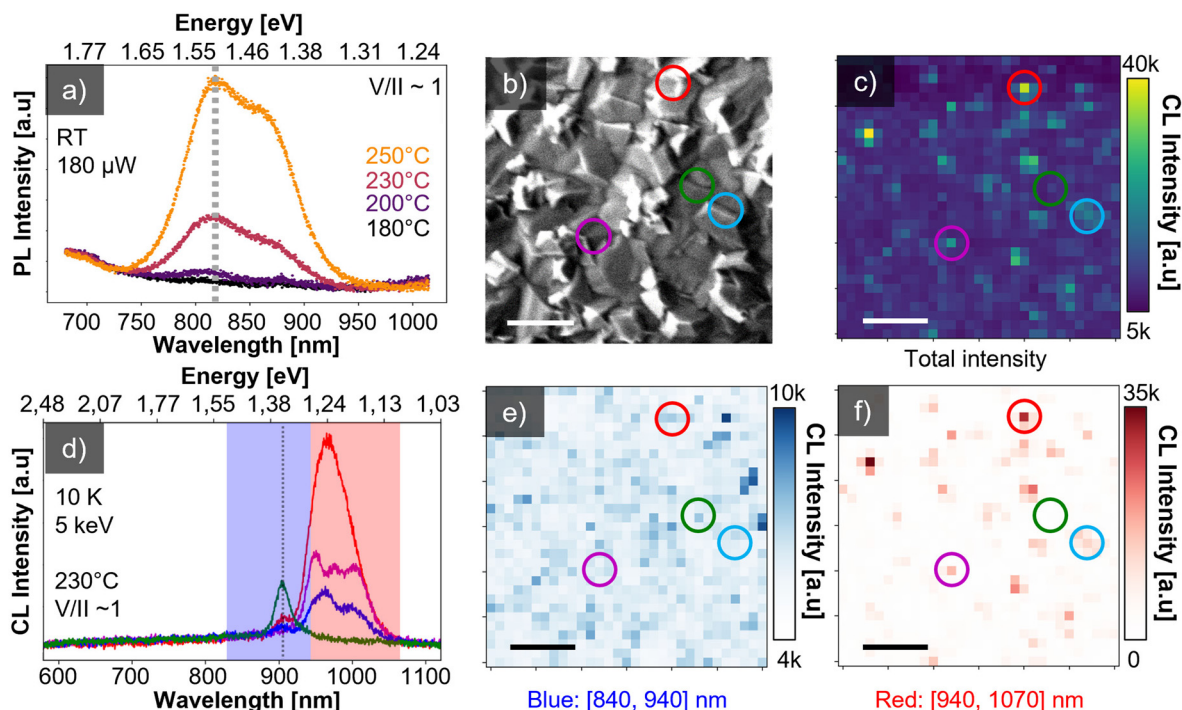 Energy [eV]
1.77 1.65 1.55 1.46 1.38 1.31 1.24
a)
V/II ~ 1
RT
180 µW
250°C
230°C
200°C
180°C
PL Intensity [a.u]
700 750 800 850 900 950 1000
Wavelength [nm]
b)
c)
40k
5k
CL Intensity [a.u]
Total intensity
Energy [eV]
2,48 2,07 1,77 1,55 1,38 1,24 1,13 1,03
d)
10 K
5 keV
230°C
V/II ~1
CL Intensity [a.u]
600 700 800 900 1000 1100
Wavelength [nm]
e)
10k
4k
CL Intensity [a.u]
Blue: [840, 940] nm
f)
35k
0
CL Intensity [a.u]
Red: [940, 1070] nm